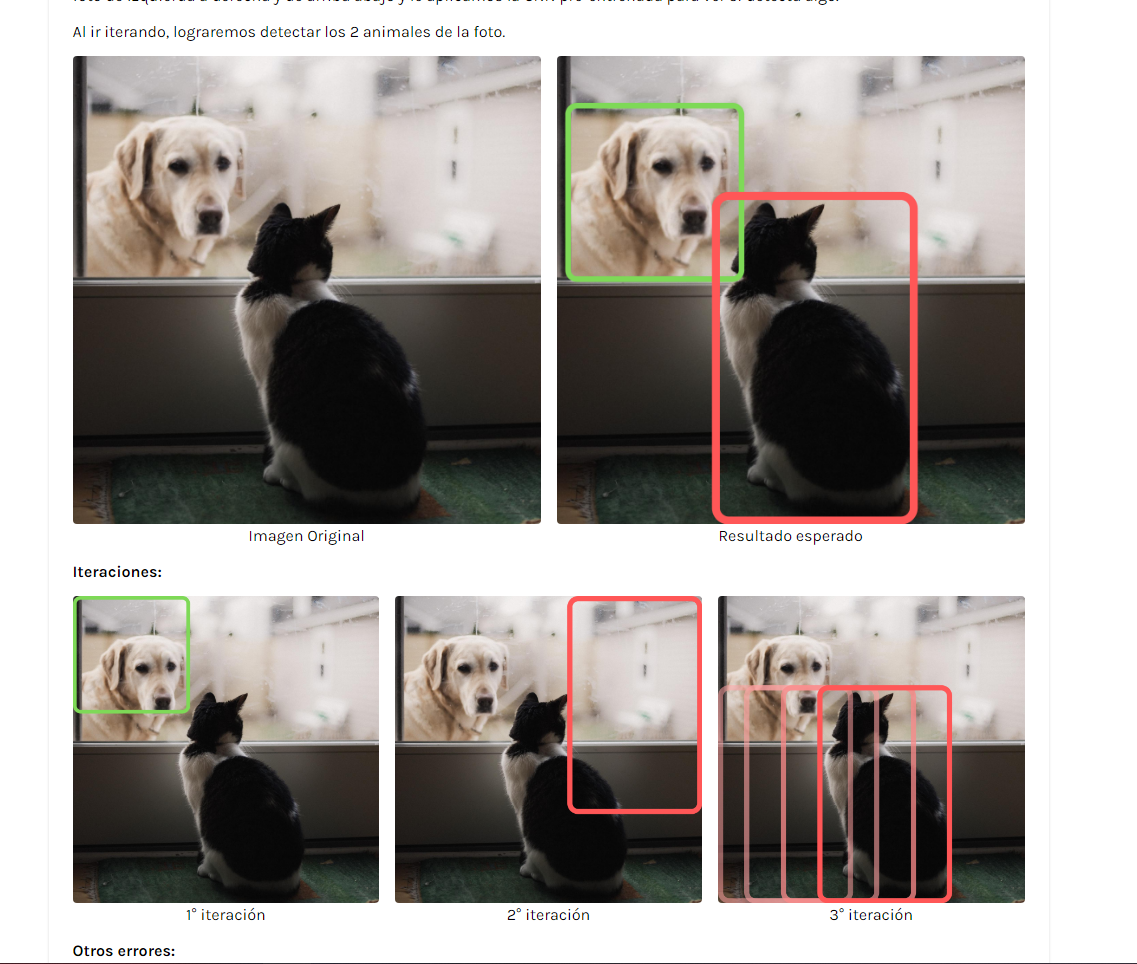 Al ir iterando, lograremos detectar los 2 animales de la foto.
Imagen Original
Resultado esperado
Iteraciones:
1° iteración
2° iteración
3° iteración
Otros errores: